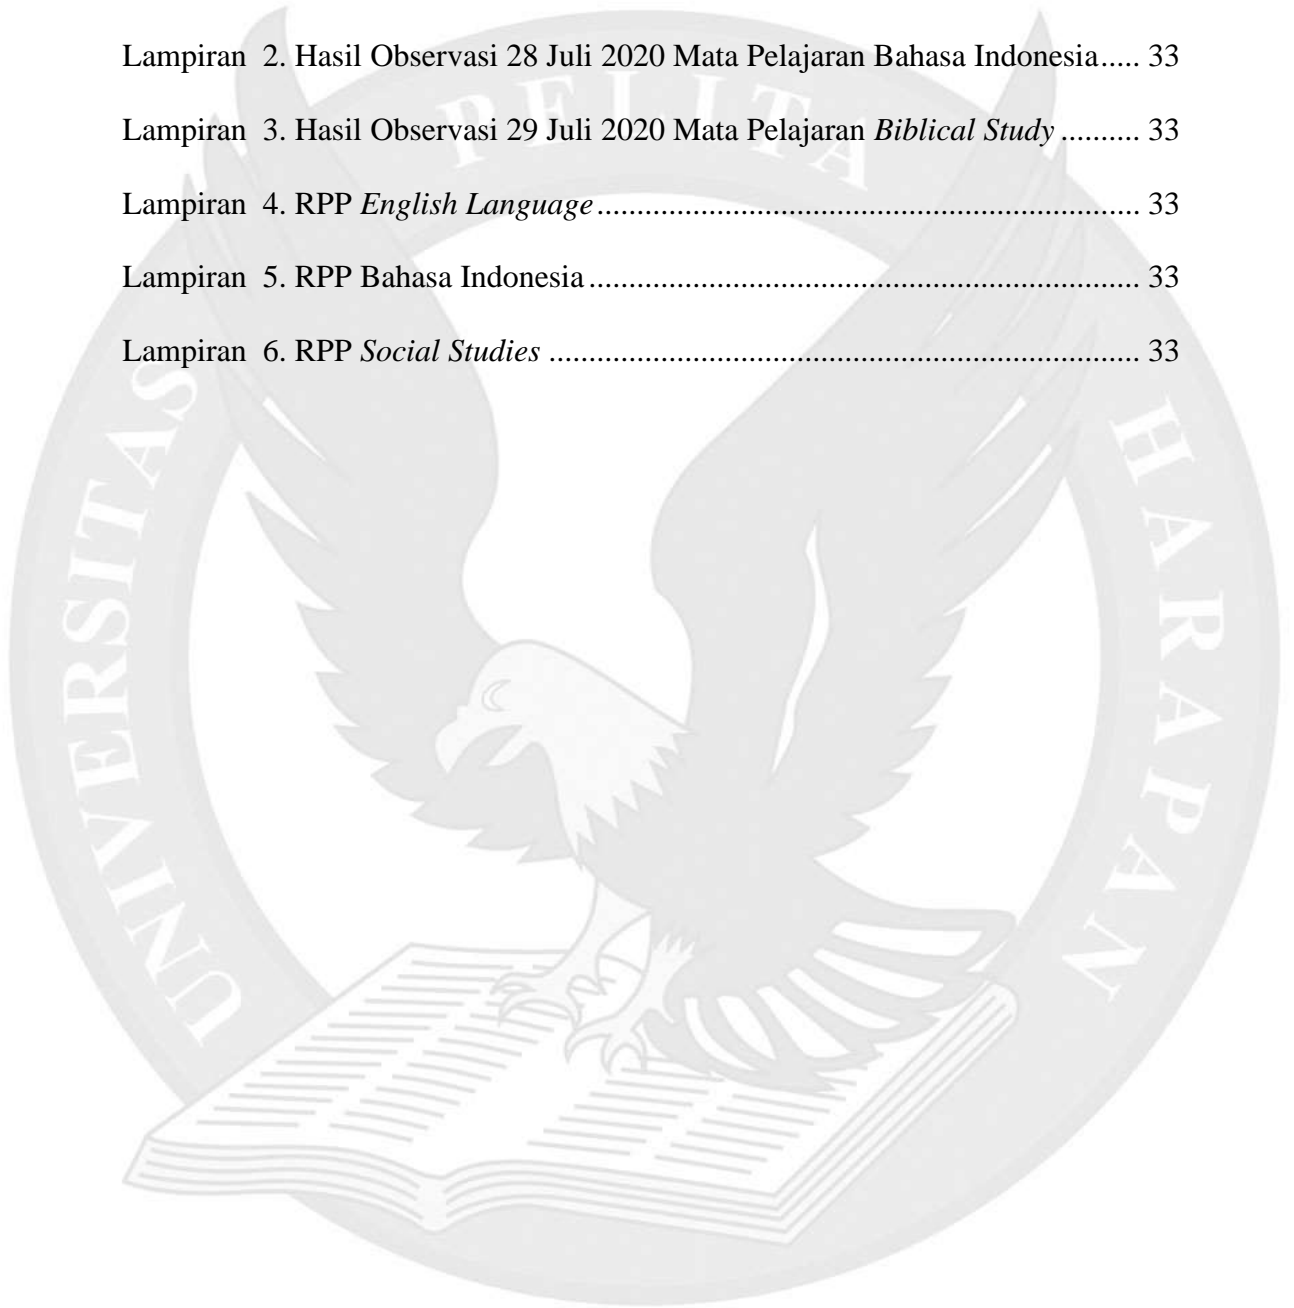 Lampiran  2. Hasil Observasi 28 Juli 2020 Mata Pelajaran Bahasa Indonesia..... 33
Lampiran  3. Hasil Observasi 29 Juli 2020 Mata Pelajaran Biblical Study .......... 33
Lampiran  4. RPP English Language..................................................................... 33
Lampiran  5. RPP Bahasa Indonesia...................................................................... 33
Lampiran  6. RPP Social Studies ........................................................................... 33
UNIVERSITAS PELITA HARAPAN